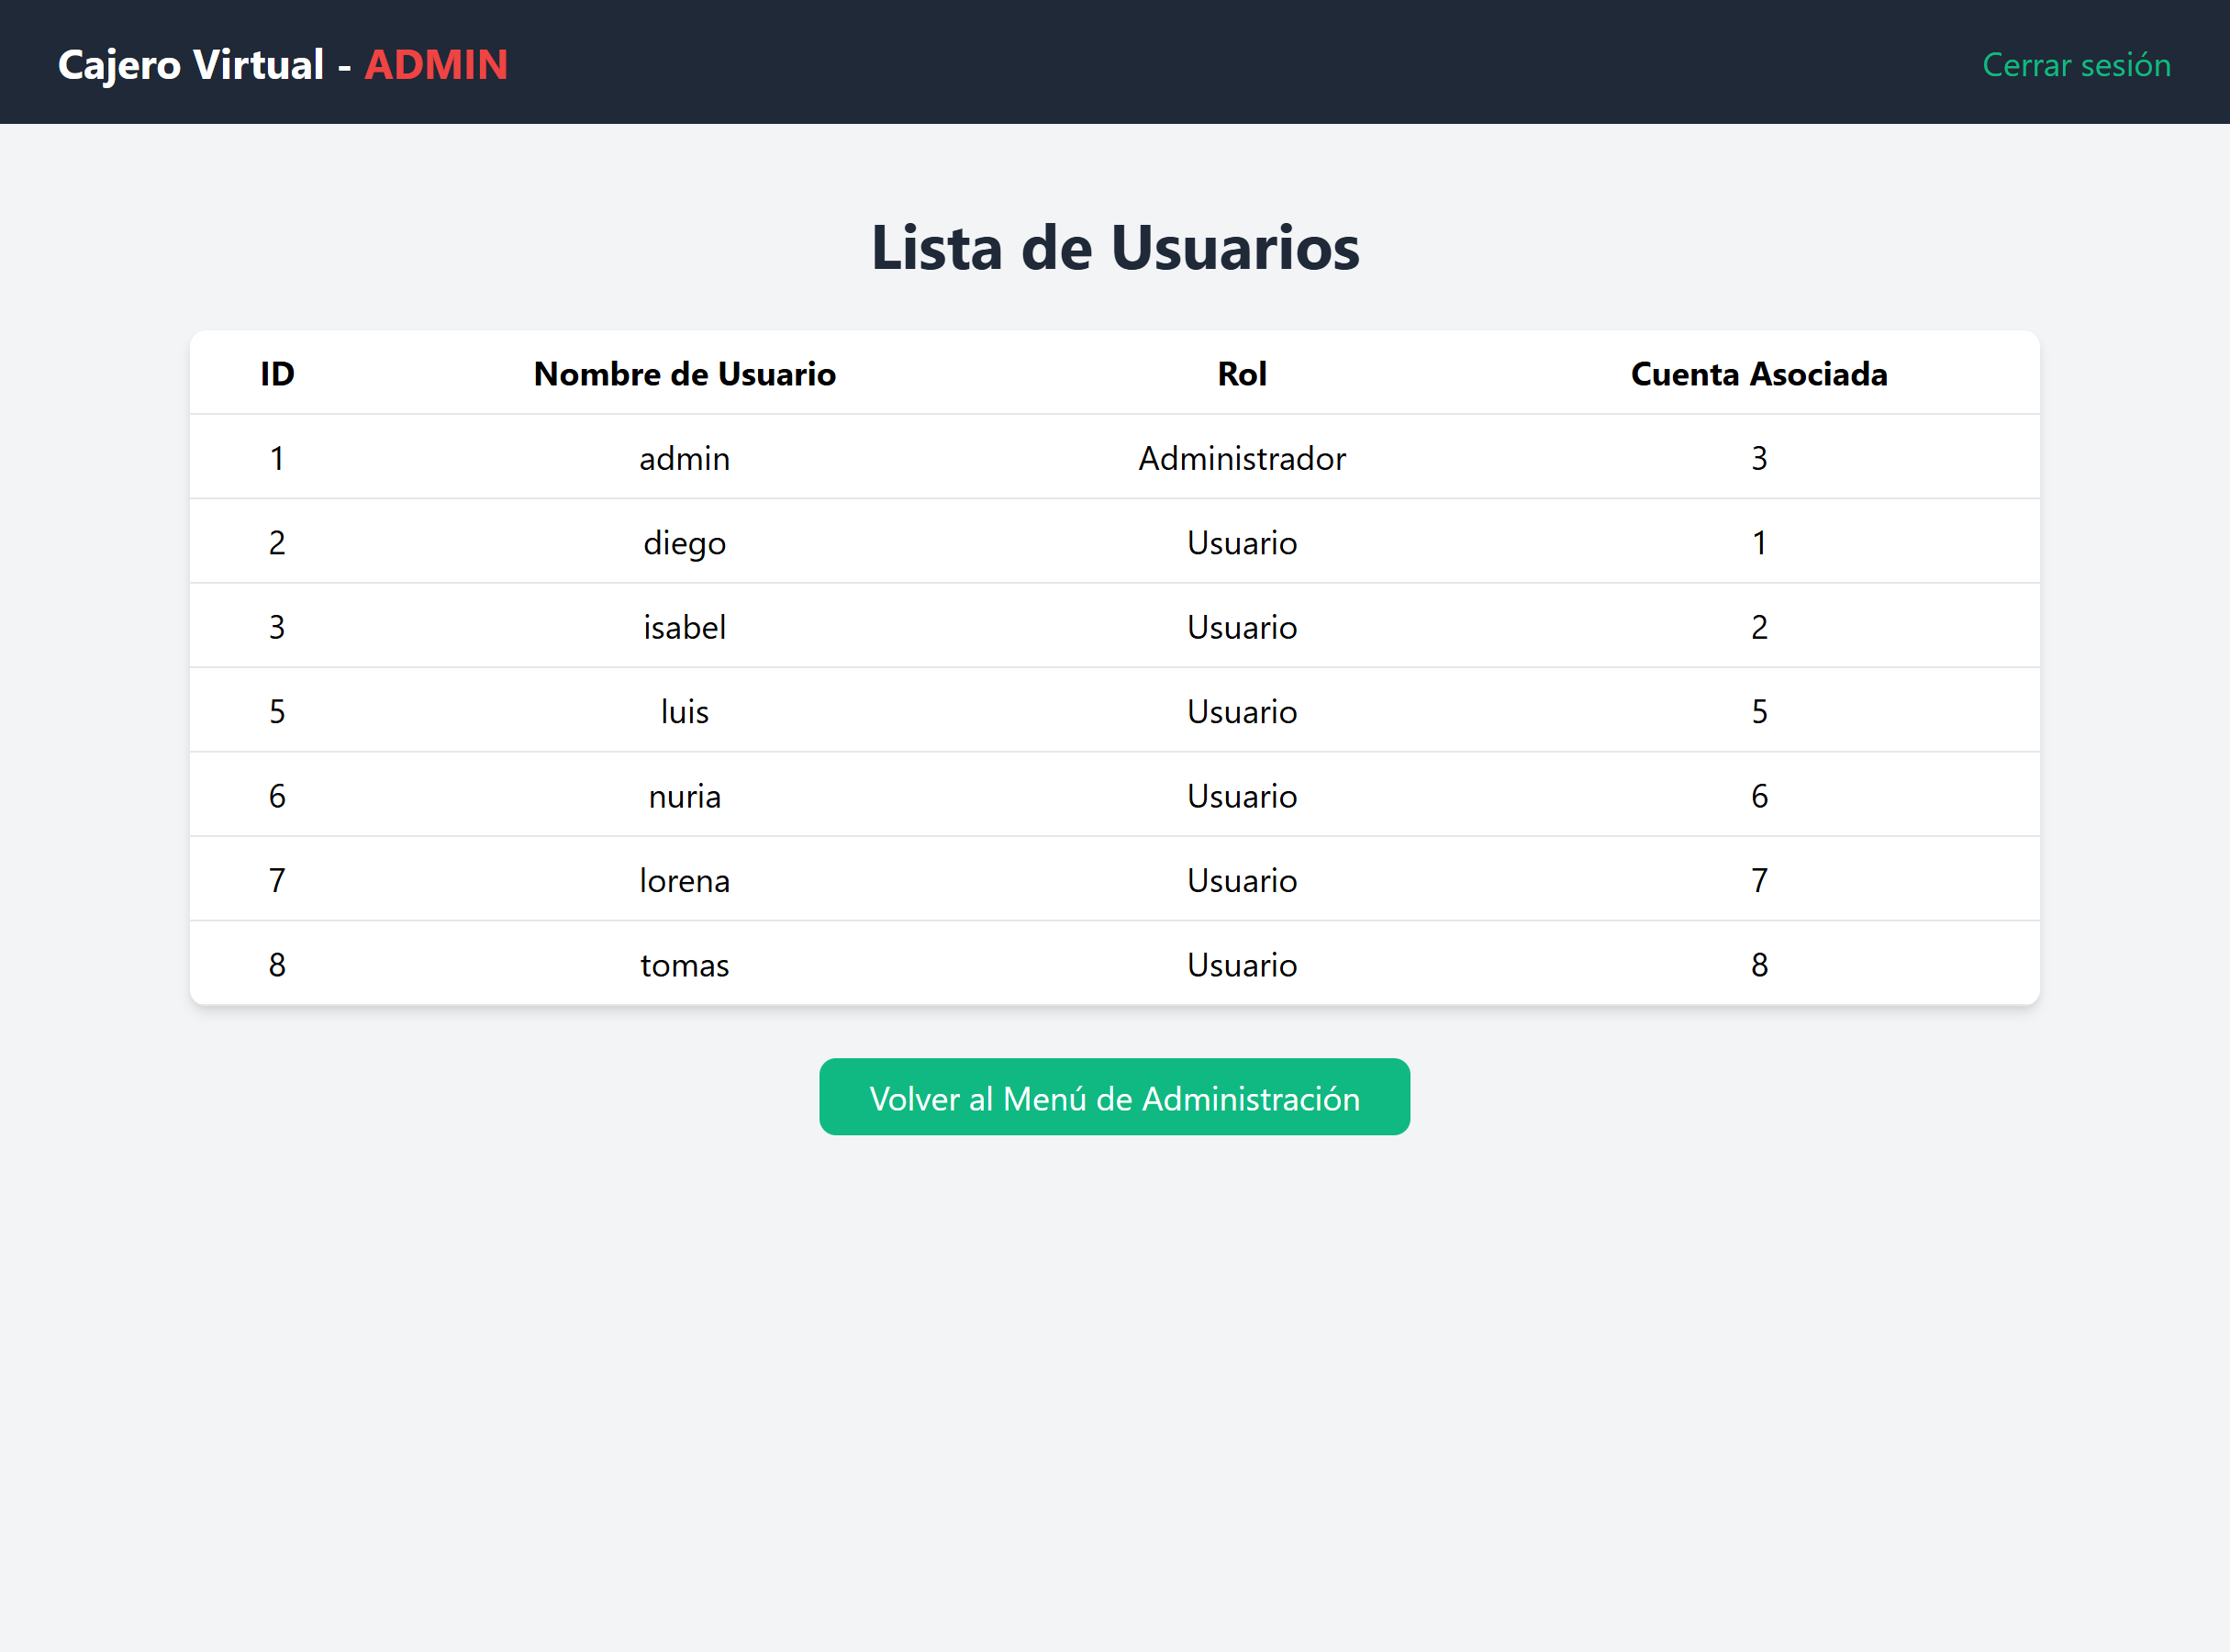 Cajero Virtual - ADMIN
Cerrar sesión
Lista de Usuarios
ID Nombre de Usuario Rol Cuenta Asociada
1 admin Administrador 3
2 diego Usuario 1
3 isabel Usuario 2
5 luis Usuario 5
6 nuria Usuario 6
7 lorena Usuario 7
8 tomas Usuario 8
Volver al Menú de Administración